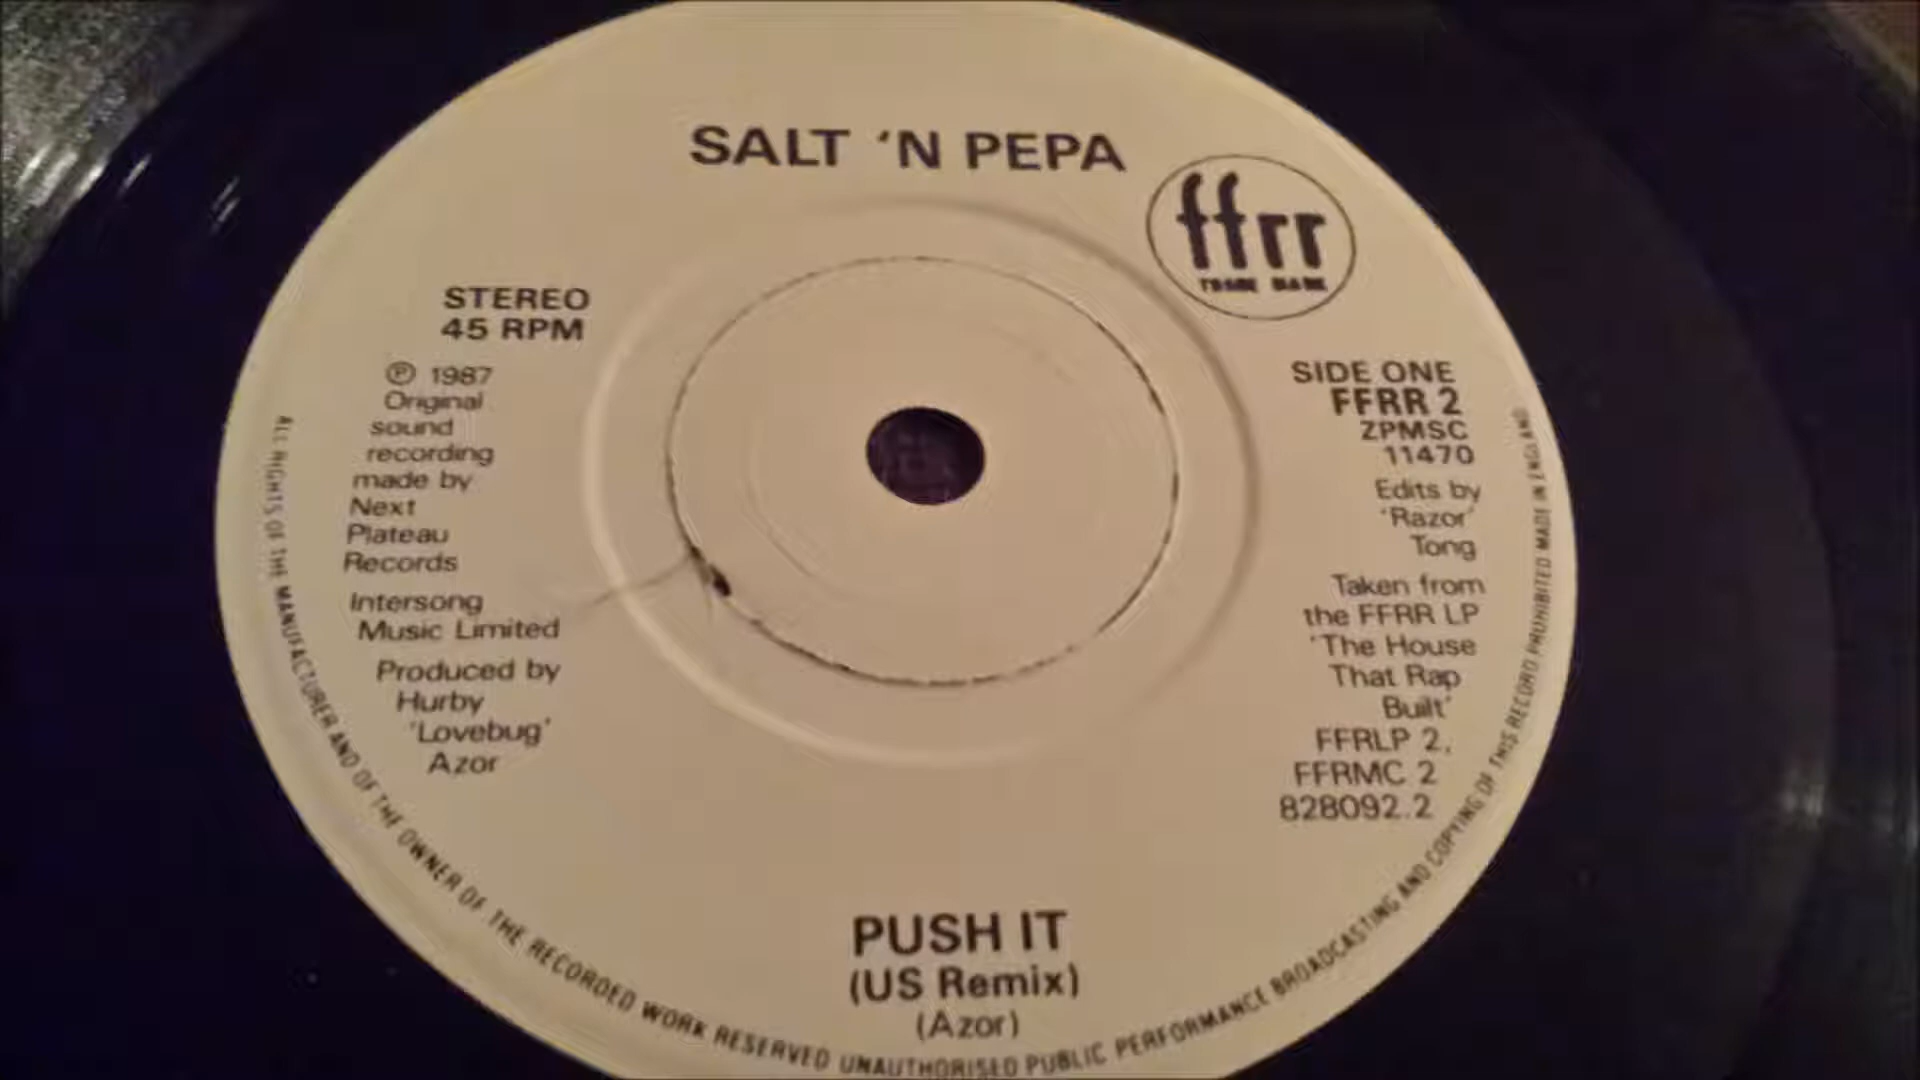 SALT 'N PEPA
ffrr
TRADE MARK
STEREO
45 RPM
Ⓟ 1987
Original
sound
recording
made by
Next
Plateau
Records
Intersong
Music Limited
Produced by
Hurby
'Lovebug'
Azor
SIDE ONE
FFRR 2
ZPMSC
11470
Edits by
'Razor'
Tong
Taken from
the FFRR LP
'The House
That Rap
Built'
FFRLP 2,
FFRMC 2
828092.2
PUSH IT
(US Remix)
(Azor)
ALL RIGHTS OF THE MANUFACTURER AND OF THE OWNER OF THE RECORDED WORK RESERVED UNAUTHORISED PUBLIC PERFORMANCE BROADCASTING AND COPYING OF THIS RECORD PROHIBITED MADE IN ENGLAND